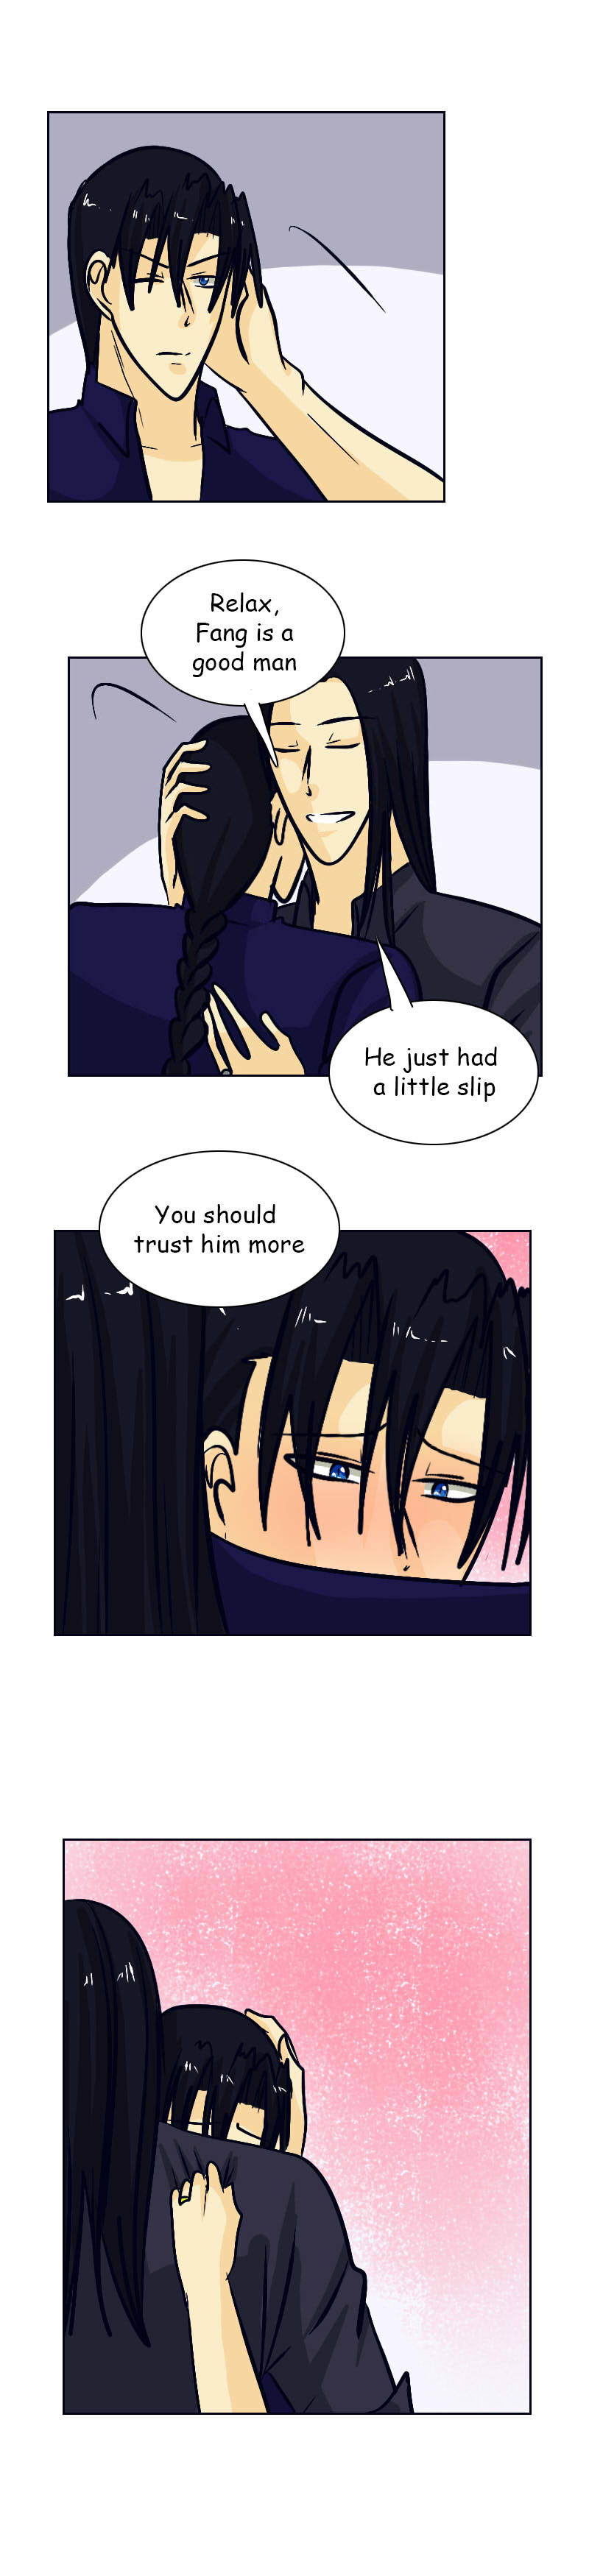 Relax,
Fang is a
good man
He just had
a little slip
You should
trust him more